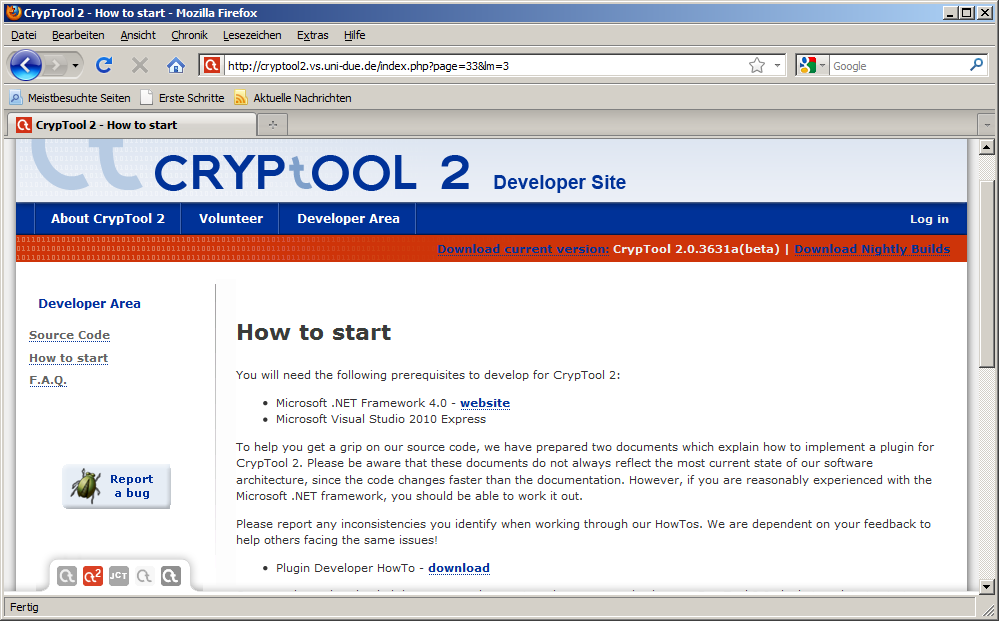 CrypTool 2 - How to start - Mozilla Firefox
Datei Bearbeiten Ansicht Chronik Lesezeichen Extras Hilfe
http://cryptool2.vs.uni-due.de/index.php?page=33&lm=3
Google
Meistbesuchte Seiten Erste Schritte Aktuelle Nachrichten
CrypTool 2 - How to start
CRYPtOOL 2 Developer Site
About CrypTool 2 Volunteer Developer Area Log in
Download current version: CrypTool 2.0.3631a(beta) | Download Nightly Builds
Developer Area
Source Code
How to start
F.A.Q.
Report
a bug
How to start
You will need the following prerequisites to develop for CrypTool 2:
• Microsoft .NET Framework 4.0 - website
• Microsoft Visual Studio 2010 Express
To help you get a grip on our source code, we have prepared two documents which explain how to implement a plugin for
CrypTool 2. Please be aware that these documents do not always reflect the most current state of our software
architecture, since the code changes faster than the documentation. However, if you are reasonably experienced with the
Microsoft .NET framework, you should be able to work it out.
Please report any inconsistencies you identify when working through our HowTos. We are dependent on your feedback to
help others facing the same issues!
• Plugin Developer HowTo - download
Ct Ct2 JCT Ct Ct
Fertig